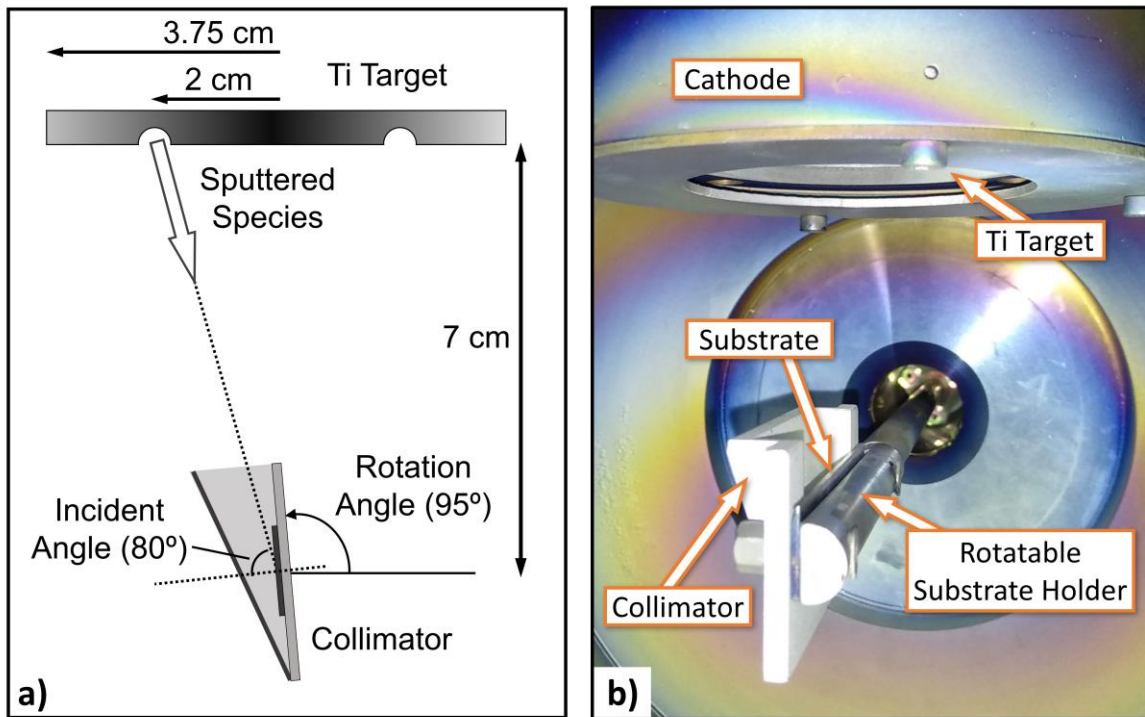 3.75 cm
2 cm
Ti Target
Sputtered
Species
7 cm
Rotation
Angle (95º)
Incident
Angle (80º)
Collimator
a)
Cathode
Ti Target
Substrate
Collimator
Rotatable
Substrate Holder
b)